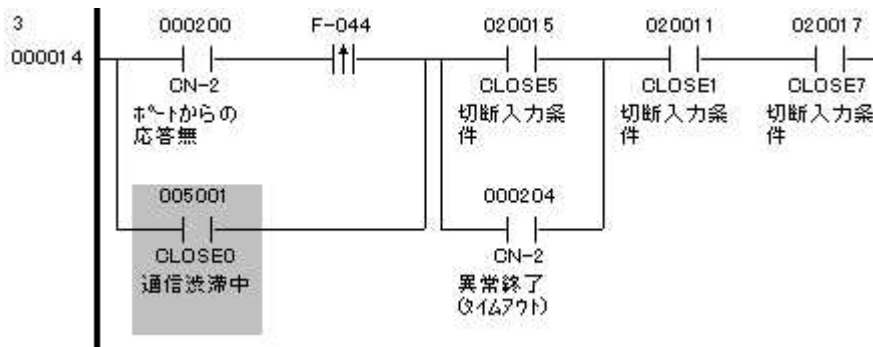 3
000200 F-044 020015 020011 020017
000014
CN-2 CLOSE5 CLOSE1 CLOSE7
ポートからの 切断入力条 切断入力条 切断入力条
応答無 件 件 件
005001 000204
CLOSE0 CN-2
通信渋滞中 異常終了
(タイムアウト)